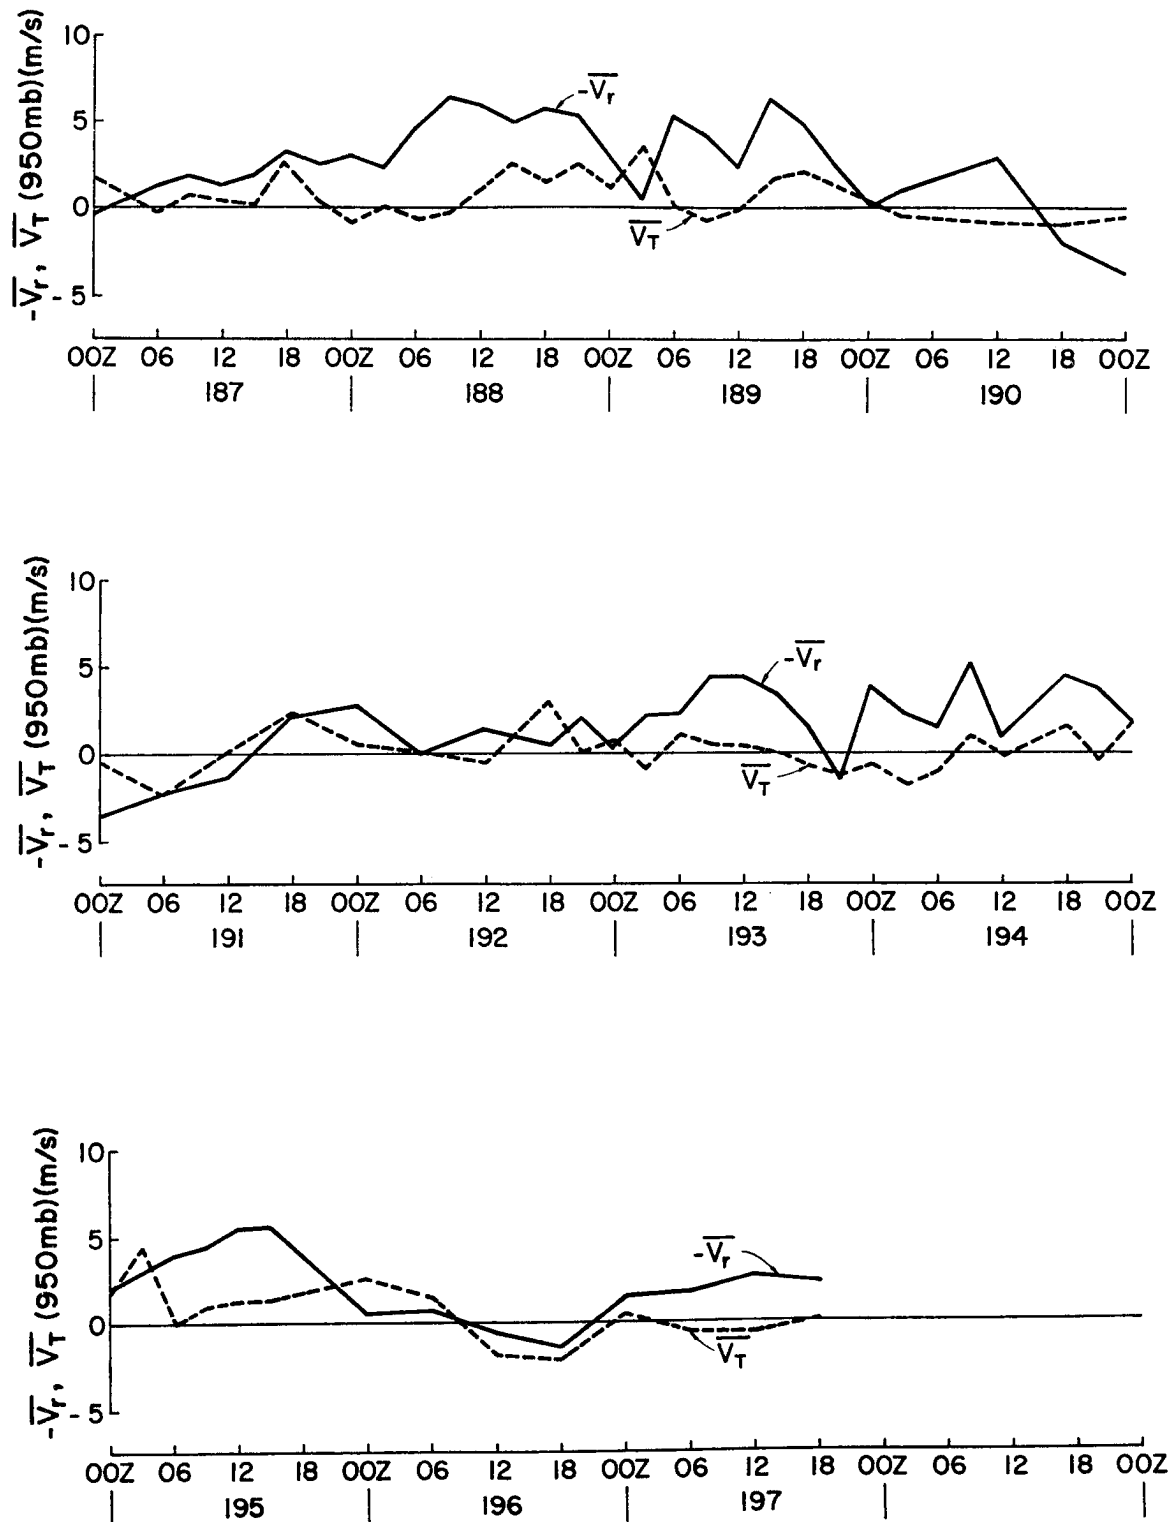 -V̅r, V̅T (950mb)(m/s)
10
5
0
-5
-V̅r
V̅T
00Z 06 12 18 00Z 06 12 18 00Z 06 12 18 00Z 06 12 18 00Z
187 188 189 190
-V̅r, V̅T (950mb)(m/s)
10
5
0
-5
-V̅r
V̅T
00Z 06 12 18 00Z 06 12 18 00Z 06 12 18 00Z 06 12 18 00Z
191 192 193 194
-V̅r, V̅T (950mb)(m/s)
10
5
0
-5
-V̅r
V̅T
00Z 06 12 18 00Z 06 12 18 00Z 06 12 18 00Z 06 12 18 00Z
195 196 197